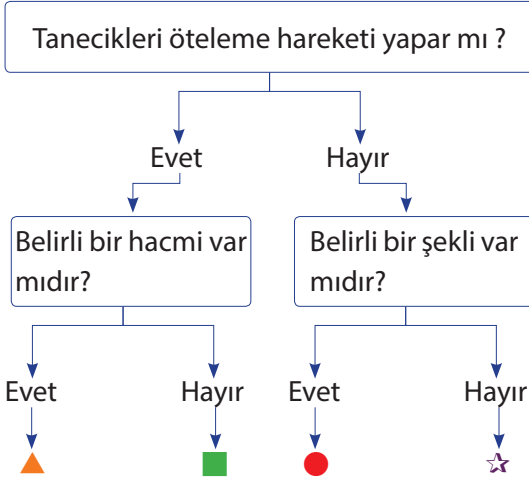 Tanecikleri öteleme hareketi yapar mı ?
Evet
Hayır
Belirli bir hacmi var
mıdır?
Belirli bir şekli var
mıdır?
Evet
Hayır
Evet
Hayır